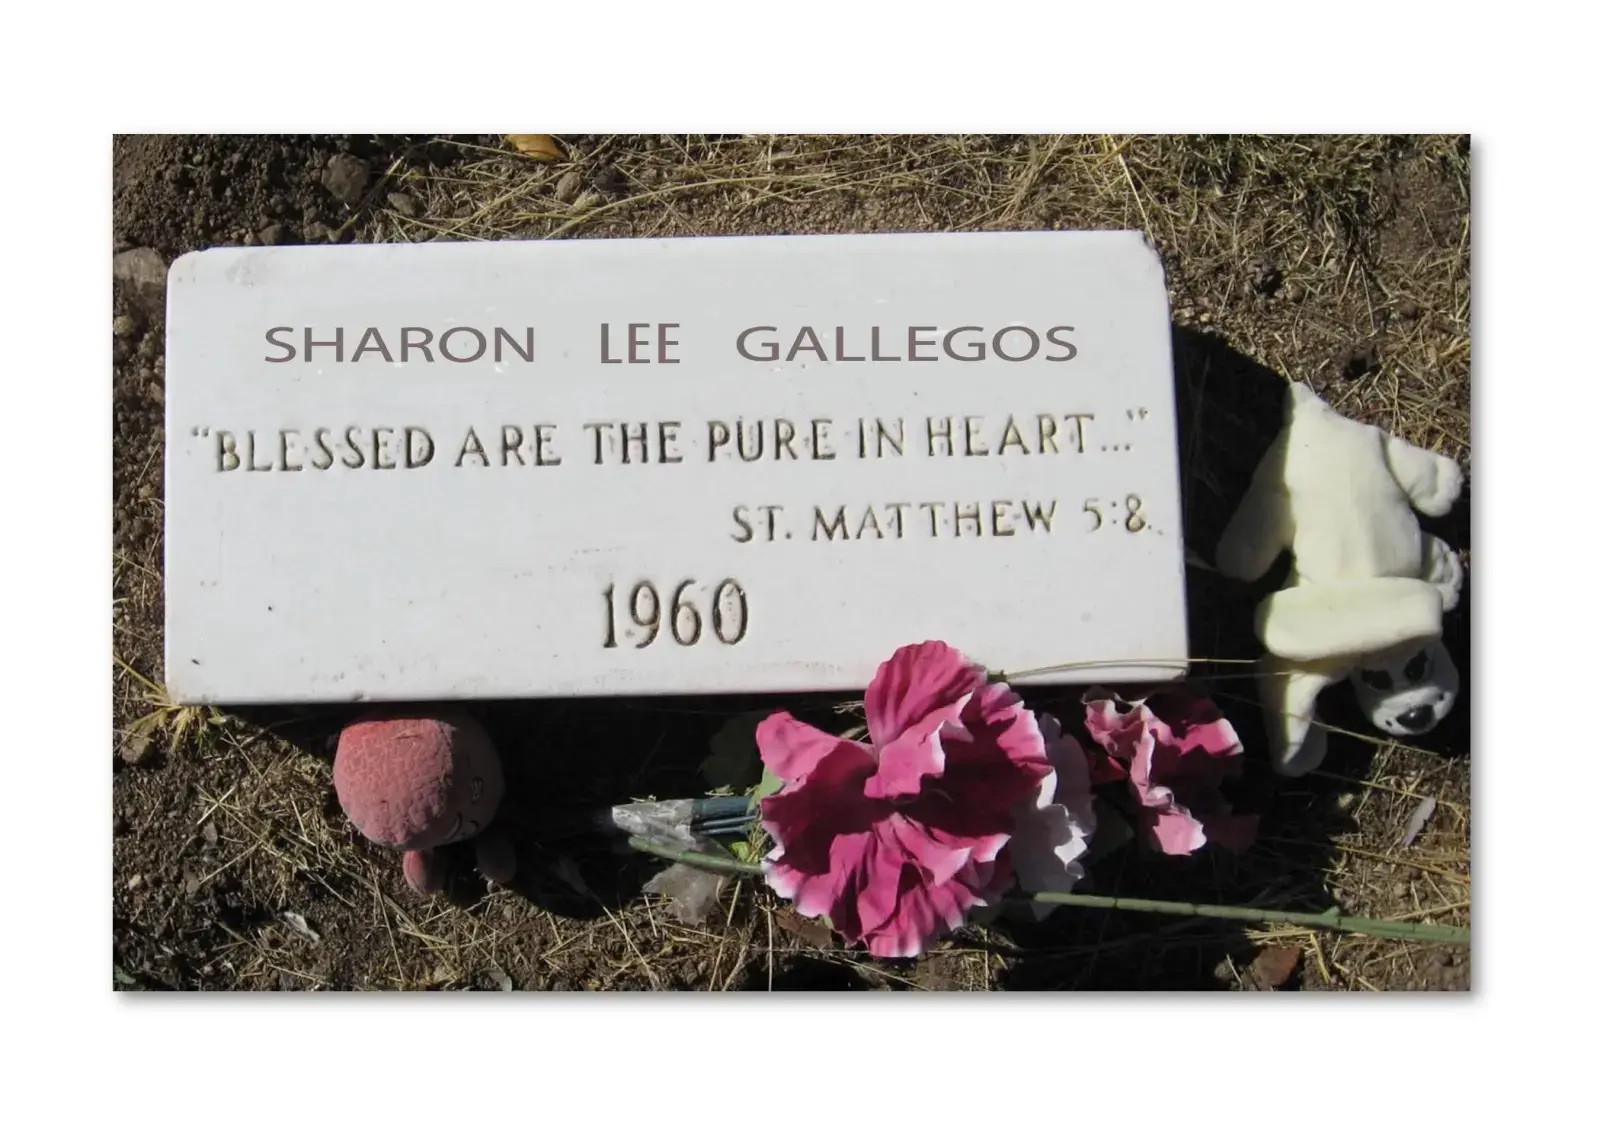 SHARON LEE GALLEGOS
"BLESSED ARE THE PURE IN HEART..."
ST. MATTHEW 5:8.
1960